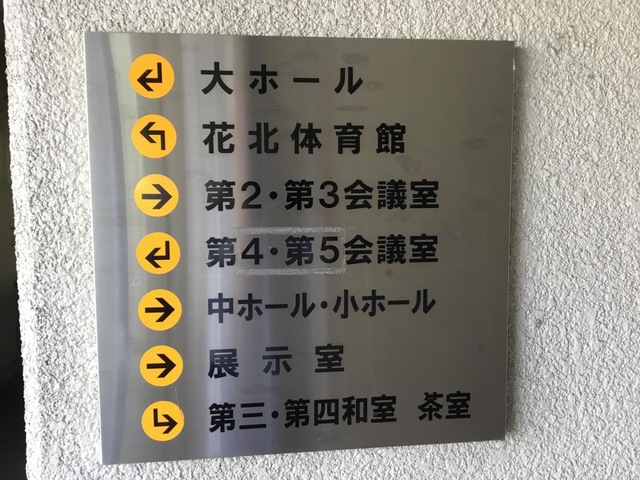 大ホール
花北体育館
第2・第3会議室
第4・第5会議室
中ホール・小ホール
展示室
第三・第四和室 茶室